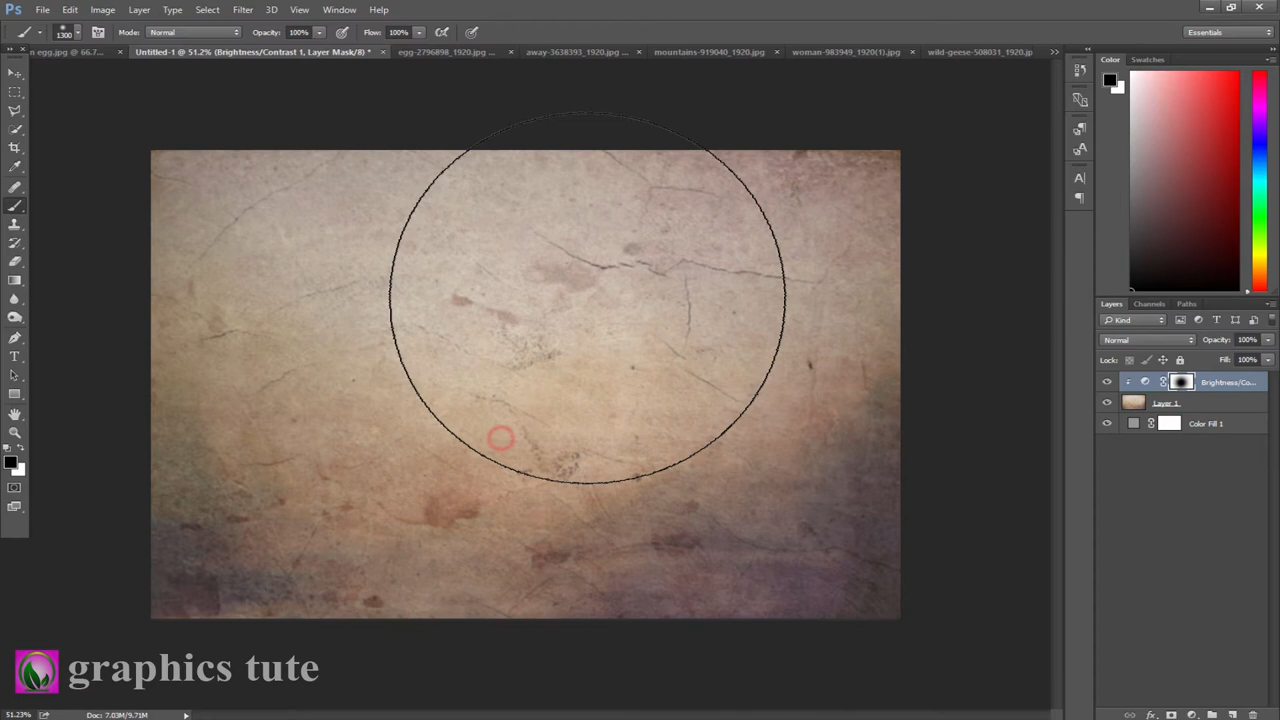 Ps File Edit Image Layer Type Select Filter 3D View Window Help
1300 Mode: Normal Opacity: 100% Flow: 100% Essentials
n egg.jpg @ 66.7... Untitled-1 @ 51.2% (Brightness/Contrast 1, Layer Mask/8) * egg-2796898_1920.jpg ... away-3638393_1920.jpg ... mountains-919040_1920.jpg woman-983949_1920(1).jpg wild-geese-508031_1920.jp
Color Swatches
Layers Channels Paths
Kind
Normal Opacity: 100%
Lock: Fill: 100%
Brightness/Co...
Layer 1
Color Fill 1
graphics tute
51.23% Doc: 7.03M/9.71M